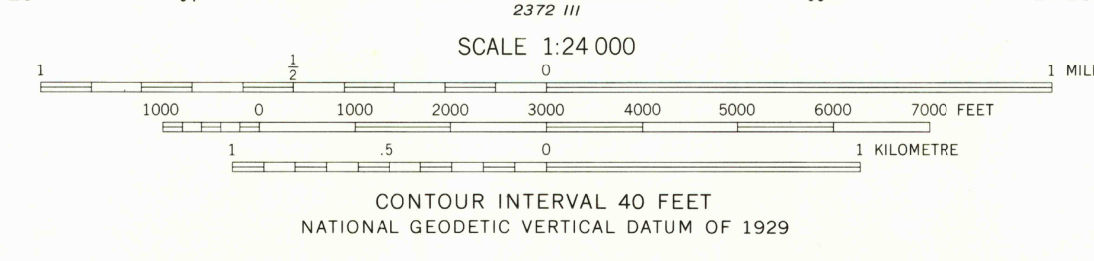 2372 III
SCALE 1:24 000
1 1/2 0 1
1000 0 1000 2000 3000 4000 5000 6000 7000 FEET
1 .5 0 1 KILOMETRE
CONTOUR INTERVAL 40 FEET
NATIONAL GEODETIC VERTICAL DATUM OF 1929